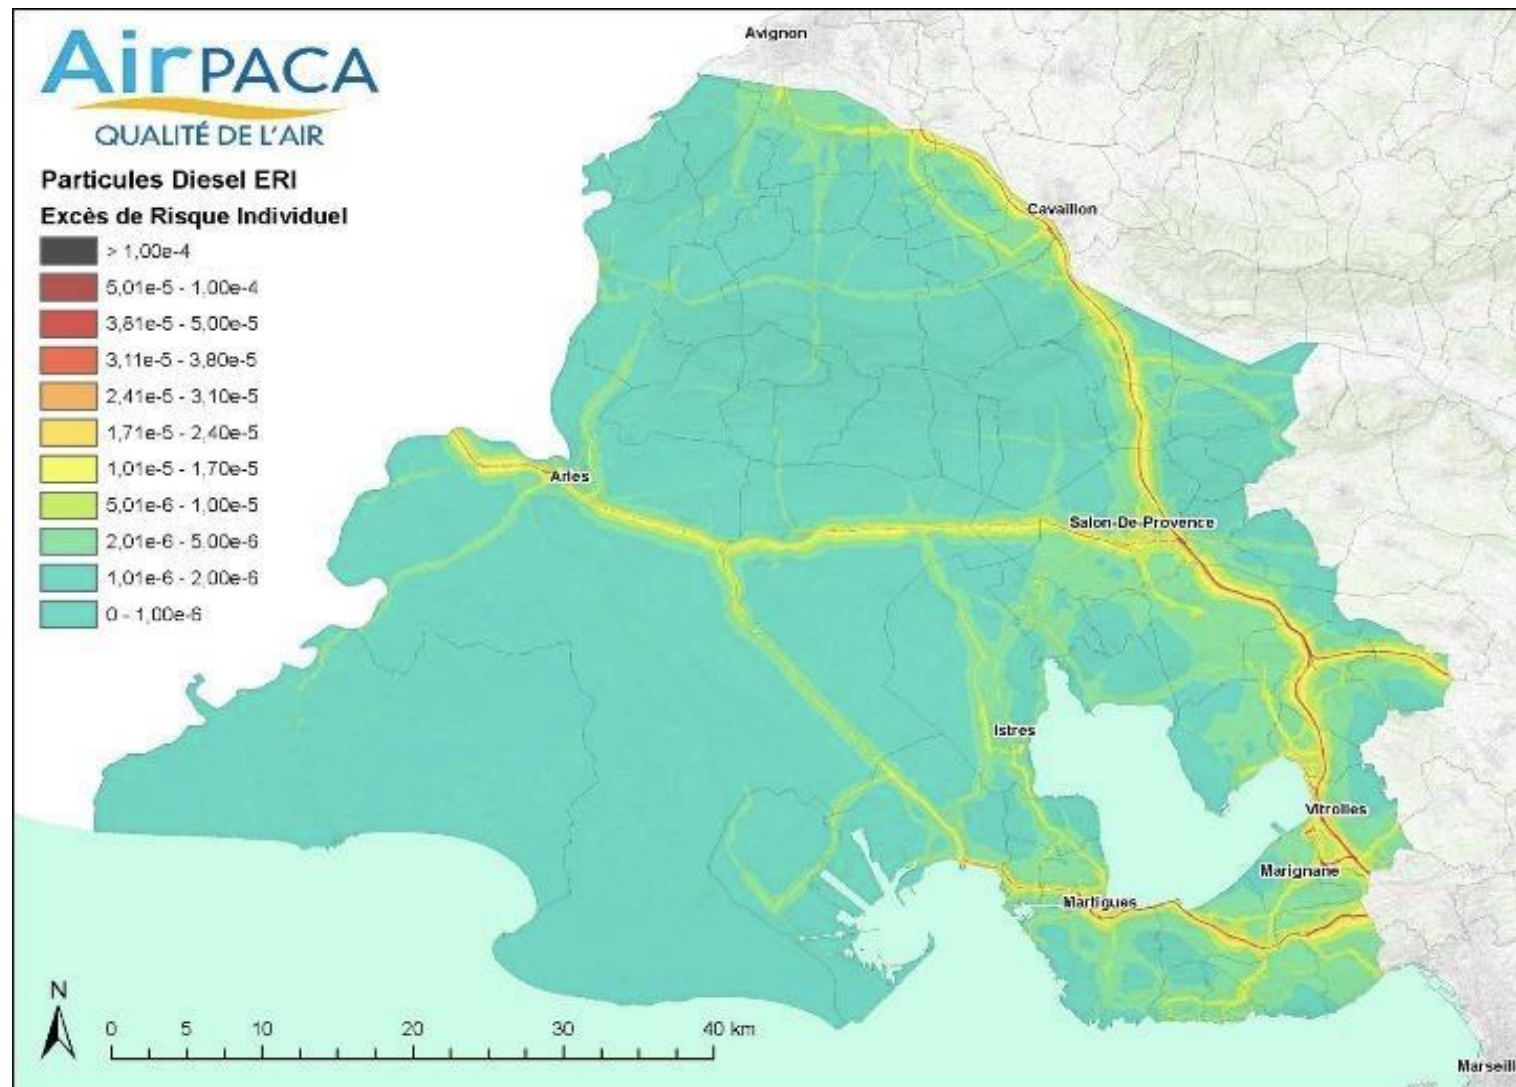 Air PACA
QUALITÉ DE L'AIR
Particules Diesel ERI
Excès de Risque Individuel
> 1,00e-4
5,01e-5 - 1,00e-4
3,81e-5 - 5,00e-5
3,11e-5 - 3,80e-5
2,41e-5 - 3,10e-5
1,71e-5 - 2,40e-5
1,01e-5 - 1,70e-5
5,01e-6 - 1,00e-5
2,01e-6 - 5,00e-6
1,01e-6 - 2,00e-6
0 - 1,00e-6
Avignon
Cavaillon
Arles
Salon-De-Provence
Istres
Vitrolles
Marignane
Martigues
Marseill
N
0 5 10 20 30 40 km